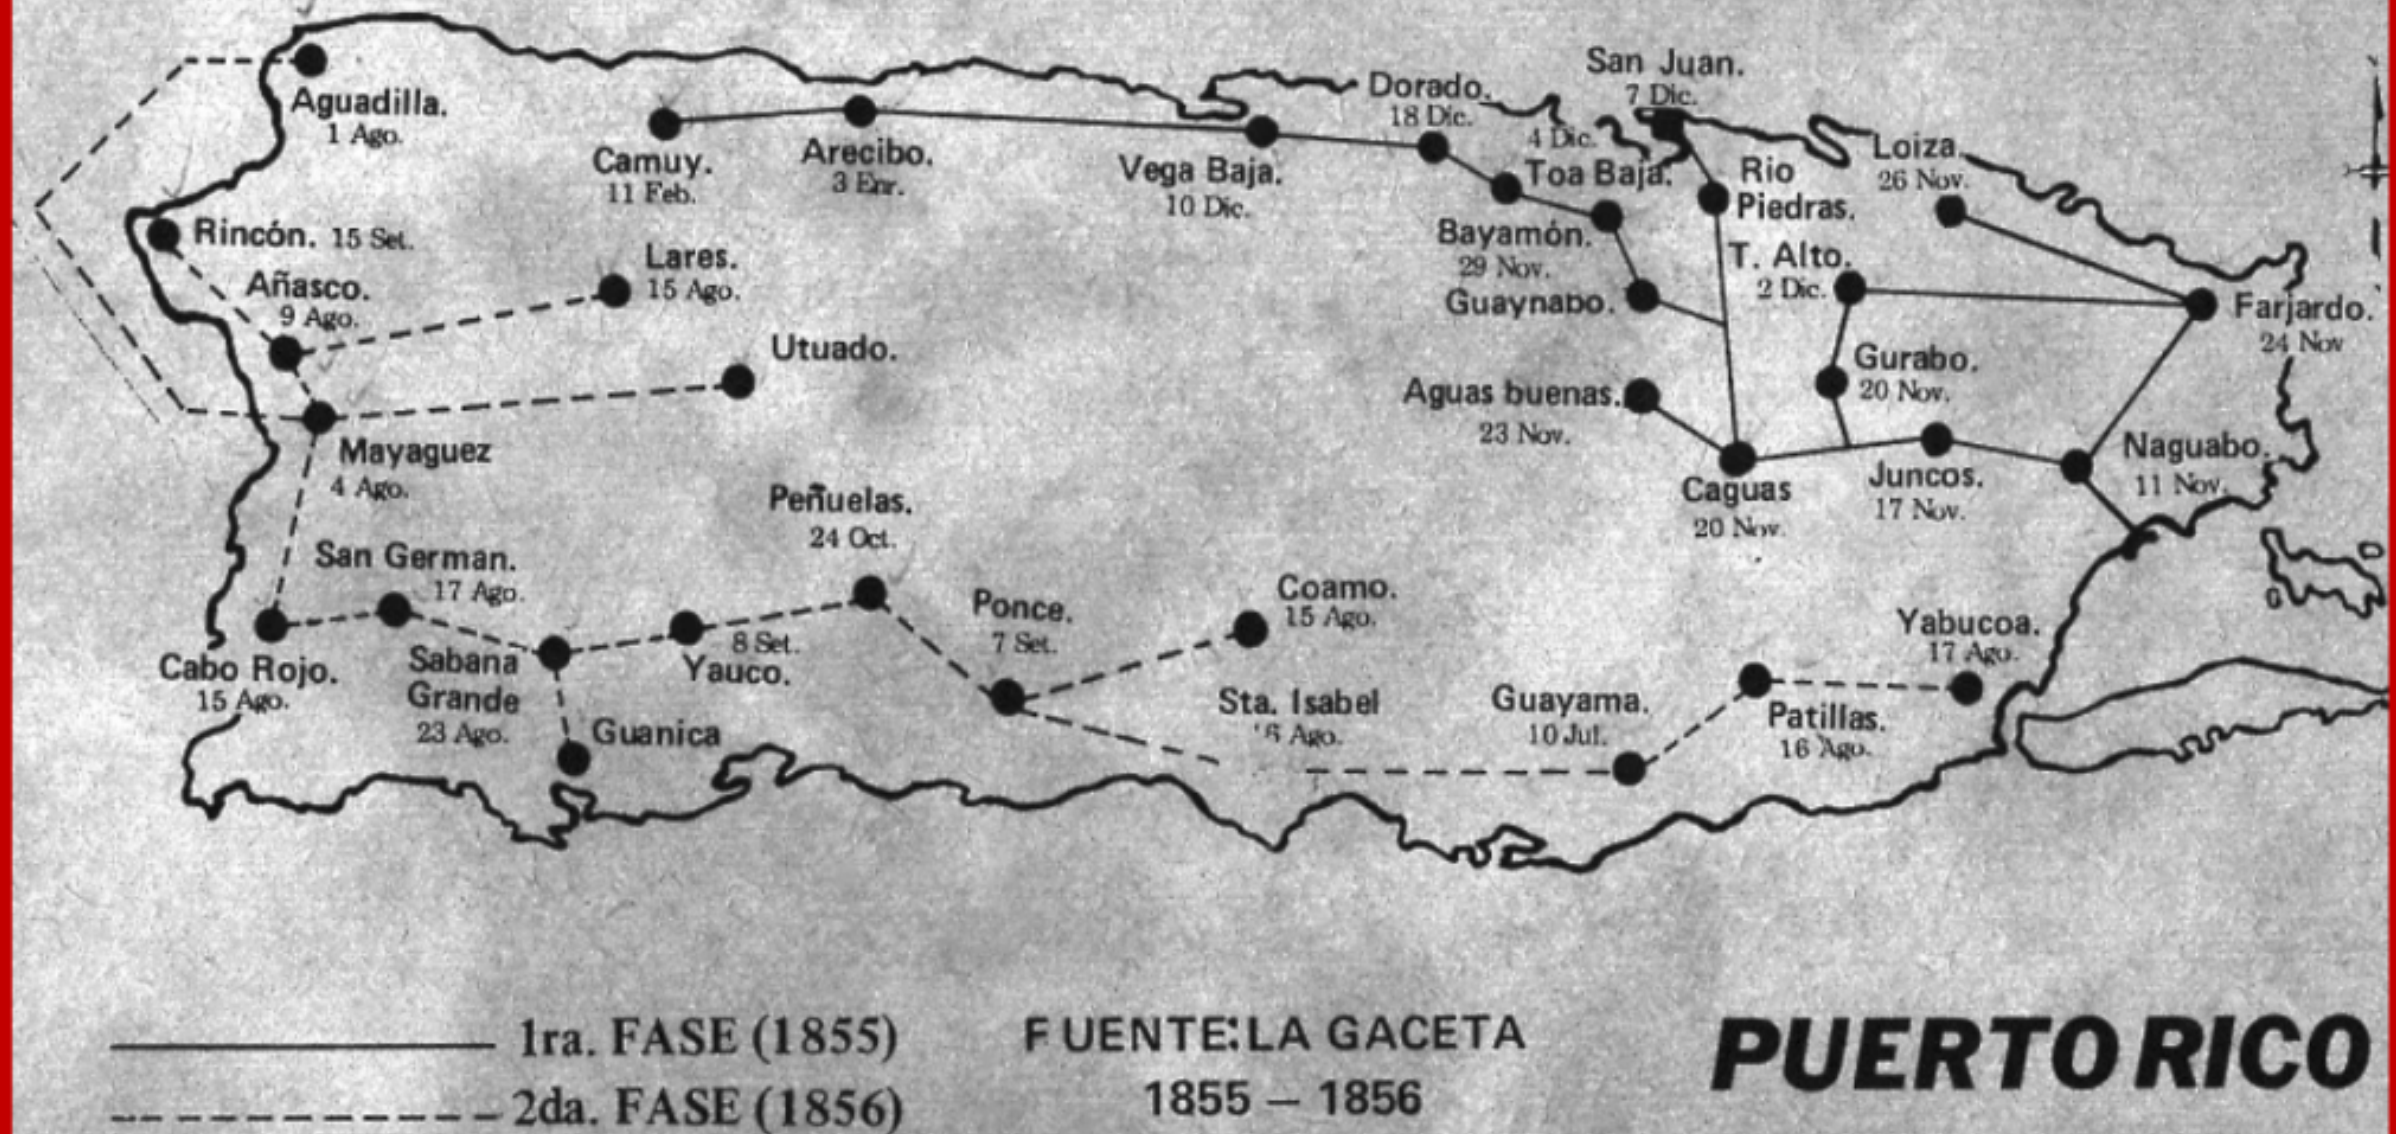 San Juan.
7 Dic.
Dorado.
18 Dic.
Aguadilla.
1 Ago.
4 Dic.
Toa Baja.
Loiza.
26 Nov.
Camuy.
11 Feb.
Arecibo.
3 Enr.
Vega Baja.
10 Dic.
Rio
Piedras.
Rincón. 15 Set.
Bayamón.
29 Nov.
T. Alto.
2 Dic.
Lares.
15 Ago.
Añasco.
9 Ago.
Guaynabo.
Farjardo.
24 Nov
Utuado.
Gurabo.
20 Nov.
Aguas buenas.
23 Nov.
Mayaguez
4 Ago.
Naguabo.
11 Nov.
Juncos.
17 Nov.
Caguas
20 Nov.
Peñuelas.
24 Oct.
San German.
17 Ago.
Coamo.
15 Ago.
Ponce.
7 Set.
Yabucoa.
17 Ago.
8 Set.
Yauco.
Cabo Rojo.
15 Ago.
Sabana
Grande
23 Ago.
Guanica
Sta. Isabel
Ago.
Guayama.
10 Jul.
Patillas.
16 Ago.
1ra. FASE (1855)
2da. FASE (1856)
FUENTE: LA GACETA
1855 — 1856
PUERTO RICO